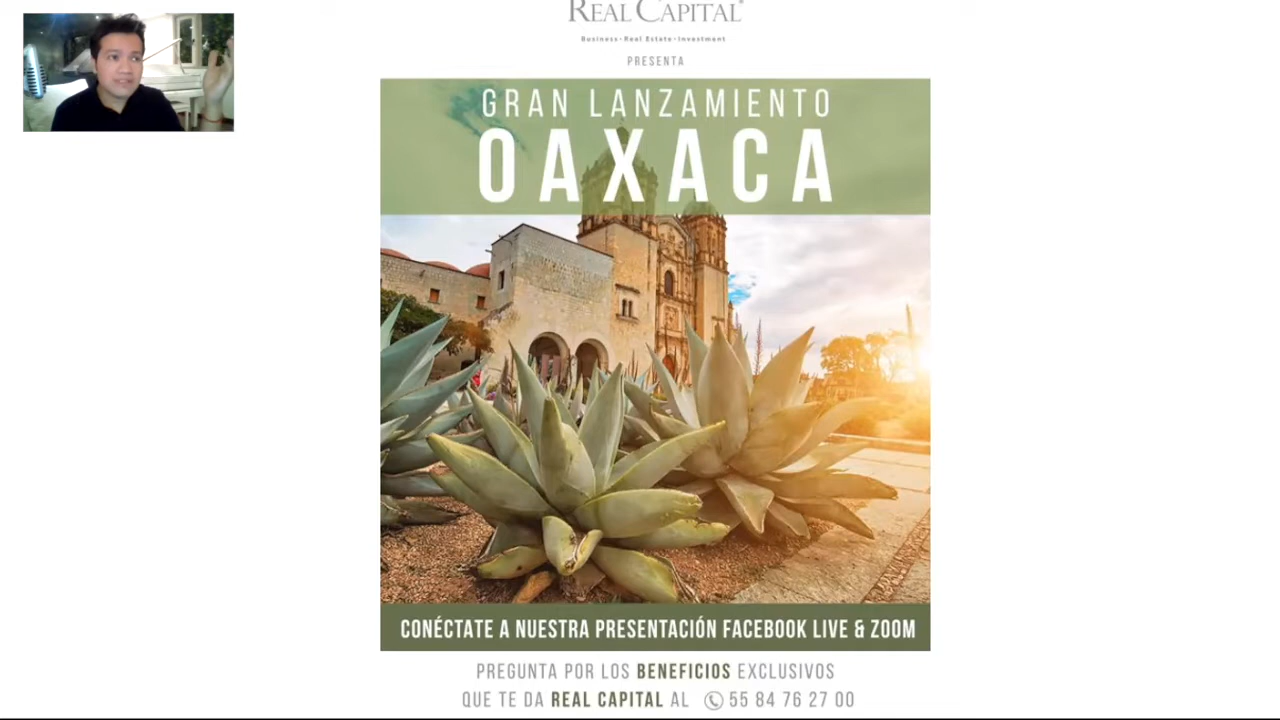 REAL CAPITAL®
Business • Real Estate • Investment
PRESENTA
GRAN LANZAMIENTO
OAXACA
CONÉCTATE A NUESTRA PRESENTACIÓN FACEBOOK LIVE & ZOOM
PREGUNTA POR LOS BENEFICIOS EXCLUSIVOS
QUE TE DA REAL CAPITAL AL 55 84 76 27 00